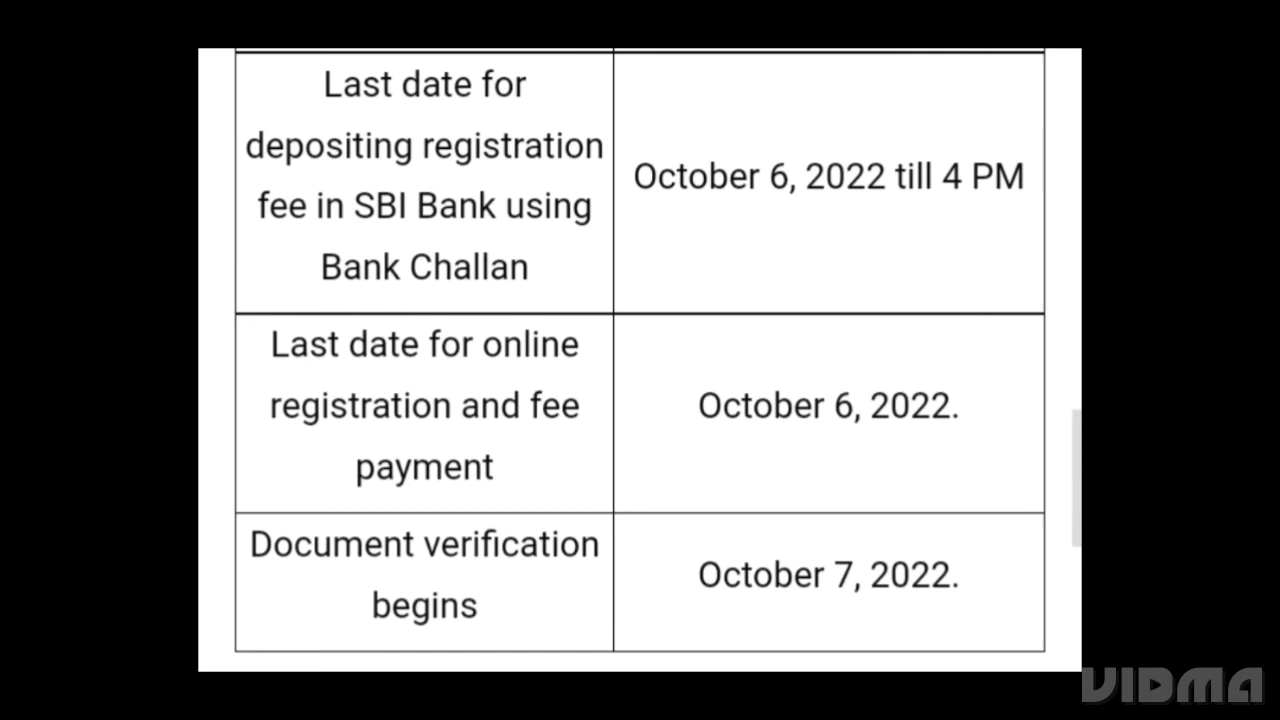 Last date for
depositing registration
fee in SBI Bank using
Bank Challan
October 6, 2022 till 4 PM
Last date for online
registration and fee
payment
October 6, 2022.
Document verification
begins
October 7, 2022.
VIDMA